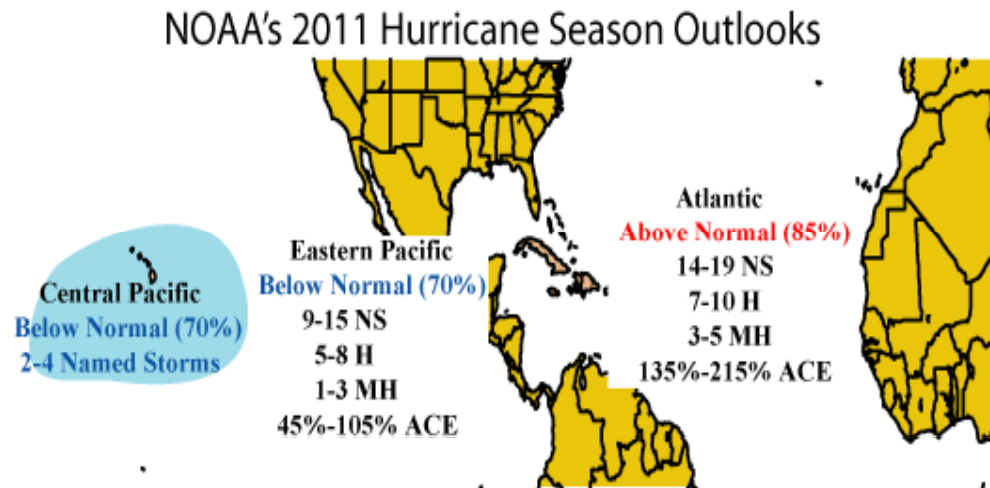 NOAA's 2011 Hurricane Season Outlooks
Central Pacific
Below Normal (70%)
2-4 Named Storms
Eastern Pacific
Below Normal (70%)
9-15 NS
5-8 H
1-3 MH
45%-105% ACE
Atlantic
Above Normal (85%)
14-19 NS
7-10 H
3-5 MH
135%-215% ACE